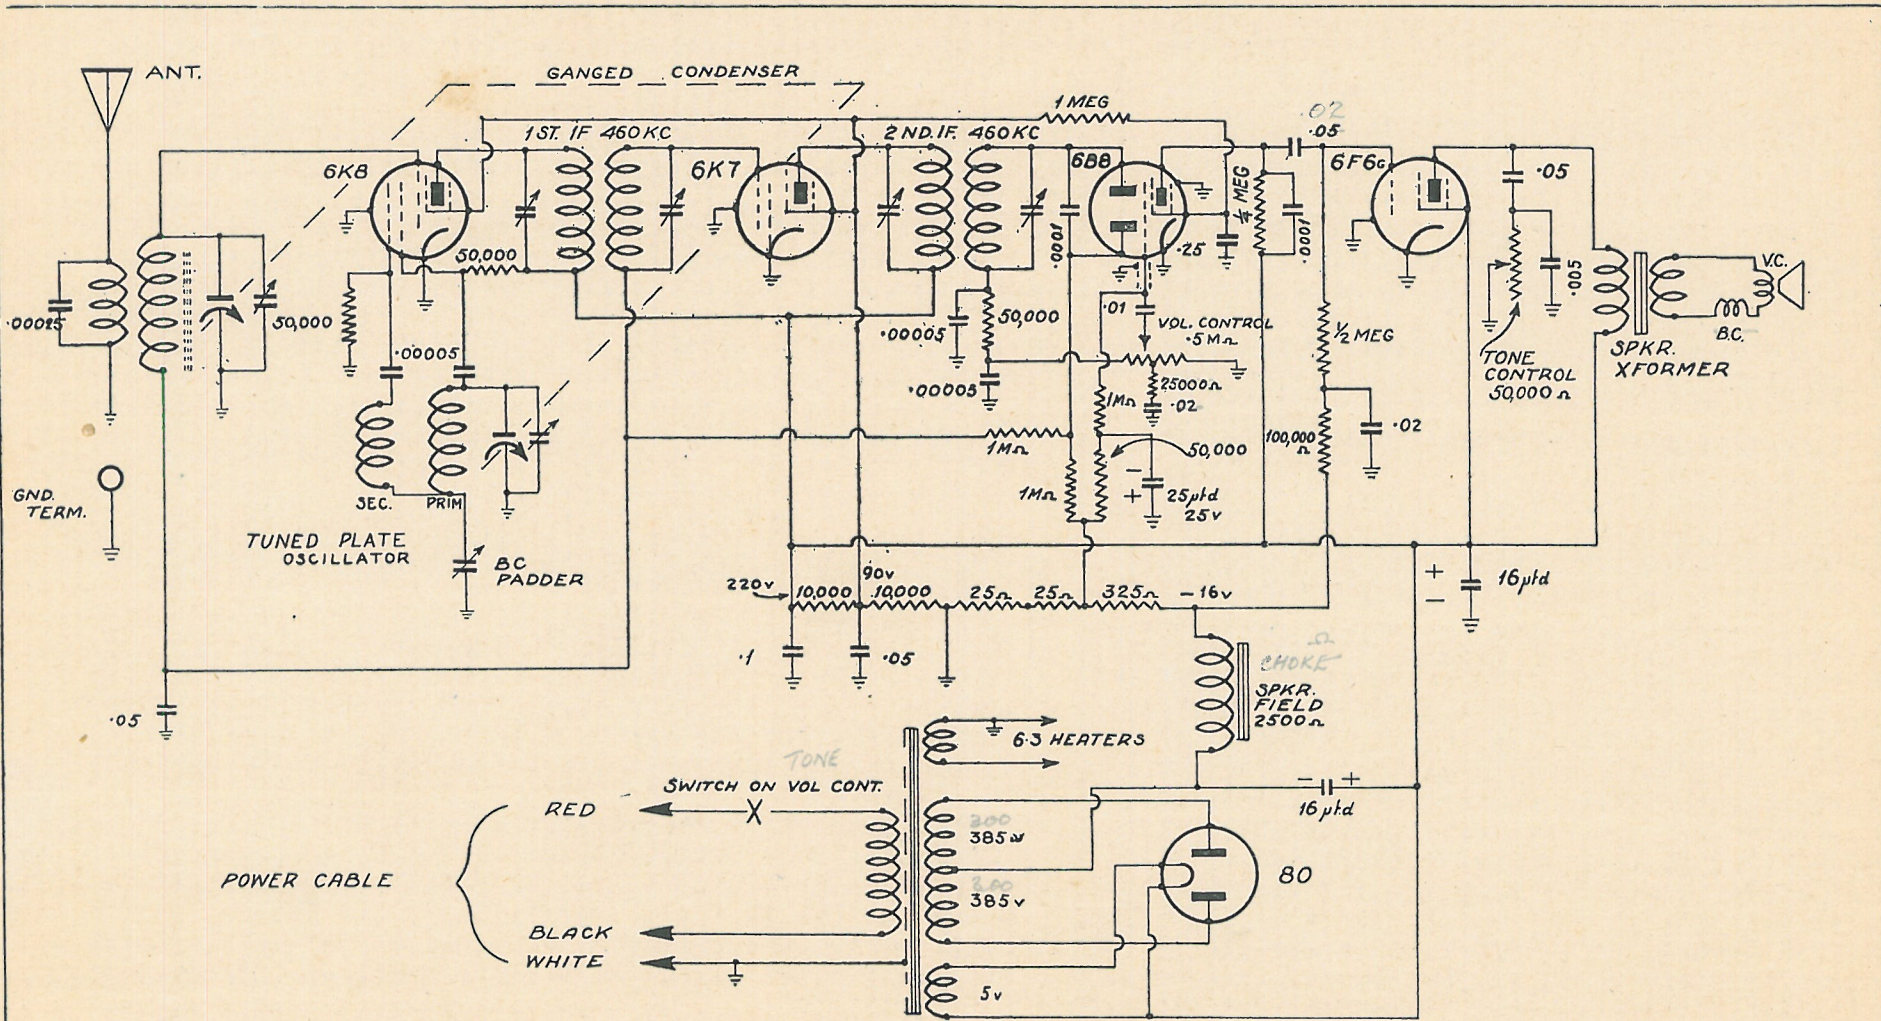 ANT.
GANGED CONDENSER
1 MEG
.02
.05
1ST. IF 460KC
2ND. IF. 460KC
6K8
6K7
6B8
6F6G
.05
¼ MEG
.0001
.0001
.25
50,000
.005
V.C.
.00025
50,000
.00005
.01
50,000
VOL. CONTROL
.5MΩ
½ MEG
B.C.
SPKR.
XFORMER
TONE
CONTROL
50,000Ω
.00005
.00005
25000Ω
1MΩ
.02
100,000
Ω
.02
1MΩ
50,000
GND.
TERM.
SEC.
PRIM
1MΩ
-
+
25µfd
25v
TUNED PLATE
OSCILLATOR
BC
PADDER
220v
90v
10,000
10,000
25Ω
25Ω
325Ω
-16v
+
-
16µfd
.1
.05
Ω
CHOKE
SPKR.
FIELD
2500Ω
.05
6.3 HEATERS
TONE
SWITCH ON VOL CONT.
- +
16µfd
RED
300
385v
POWER CABLE
80
300
385v
BLACK
WHITE
5v